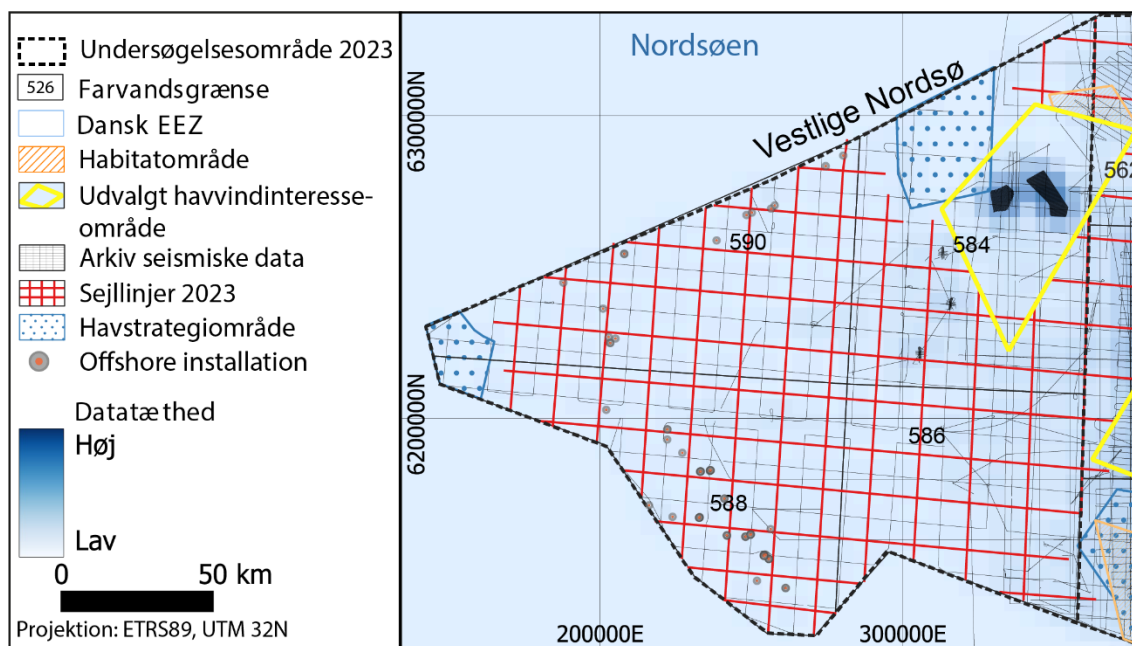 Undersøgelsesområde 2023
526
Farvandsgrænse
Dansk EEZ
Habitatområde
Udvalgt havvindinteresse-
område
Arkiv seismiske data
Sejllinjer 2023
Havstrategiområde
Offshore installation
Datatæthed
Høj
Lav
0 50 km
Projektion: ETRS89, UTM 32N
Nordsøen
Vestlige Nordsø
6300000N
6200000N
562
590
584
586
588
200000E
300000E